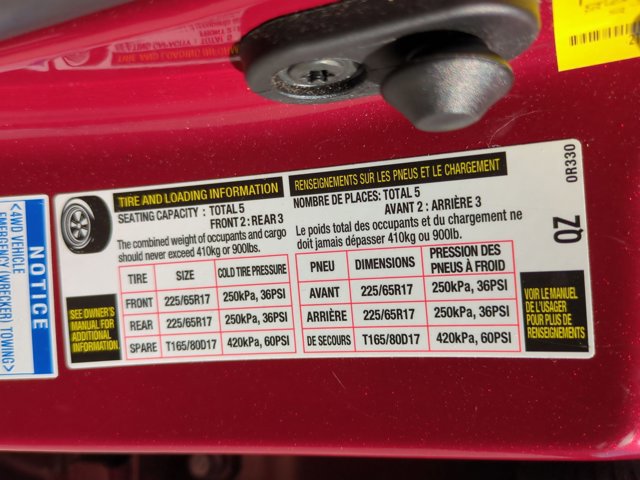 TIRE AND LOADING INFORMATION
SEATING CAPACITY : TOTAL 5
FRONT 2 : REAR 3
The combined weight of occupants and cargo
should never exceed 410kg or 900lbs.
TIRE SIZE COLD TIRE PRESSURE
FRONT 225/65R17 250kPa, 36PSI
REAR 225/65R17 250kPa, 36PSI
SPARE T165/80D17 420kPa, 60PSI
SEE OWNER'S
MANUAL FOR
ADDITIONAL
INFORMATION
RENSEIGNEMENTS SUR LES PNEUS ET LE CHARGEMENT
NOMBRE DE PLACES: TOTAL 5
AVANT 2 : ARRIÈRE 3
Le poids total des occupants et du chargement ne
doit jamais dépasser 410kg or 900lb.
PNEU DIMENSIONS PRESSION DES
PNEUS À FROID
AVANT 225/65R17 250kPa, 36PSI
ARRIÈRE 225/65R17 250kPa, 36PSI
DE SECOURS T165/80D17 420kPa, 60PSI
VOIR LE MANUEL
DE L'USAGER
POUR PLUS DE
RENSEIGNEMENTS
QZ
0R330
NOTICE
<4WD VEHICLE
EMERGENCY/WRECKER TOWING>